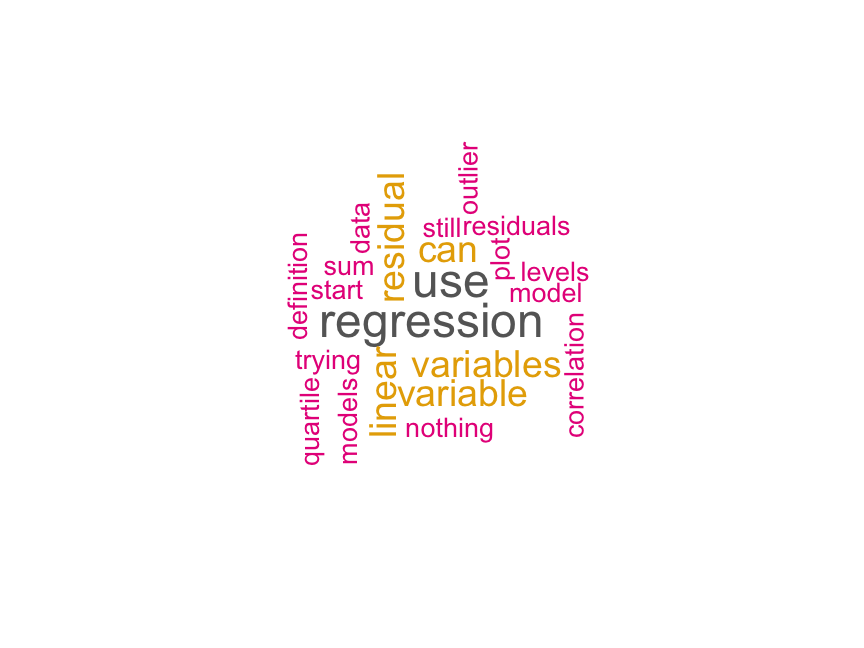 outlier
residual
data
still
residuals
definition
can
plot
sum
levels
start
use
model
regression
correlation
trying
linear
variables
quartile
models
variable
nothing